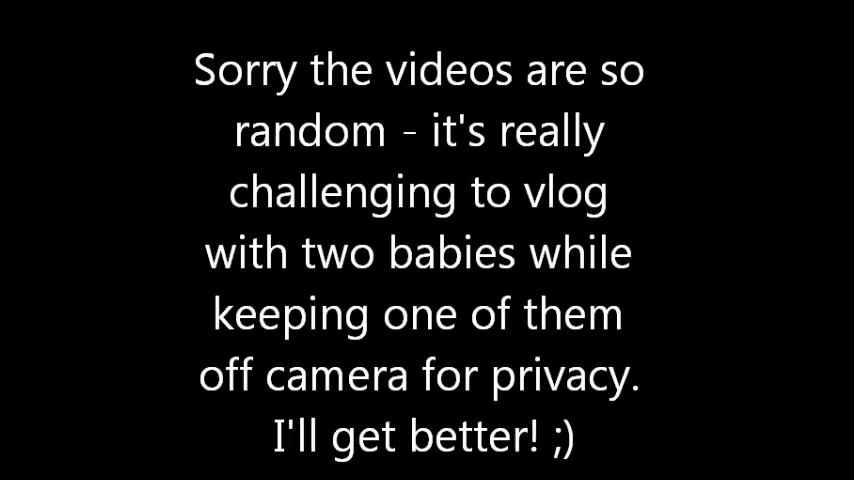 Sorry the videos are so
random - it's really
challenging to vlog
with two babies while
keeping one of them
off camera for privacy.
I'll get better! ;)